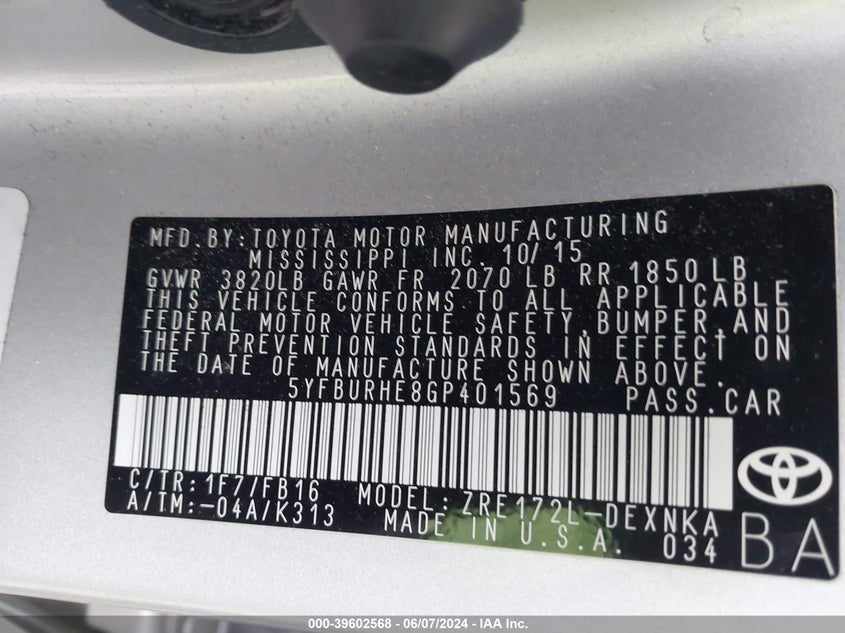 MFD.BY:TOYOTA MOTOR MANUFACTURING
MISSISSIPPI INC. 10/15
GVWR 3820LB GAWR FR 2070 LB RR 1850 LB
THIS VEHICLE CONFORMS TO ALL APPLICABLE
FEDERAL MOTOR VEHICLE SAFETY,BUMPER,AND
THEFT PREVENTION STANDARDS IN EFFECT ON
THE DATE OF MANUFACTURE SHOWN ABOVE.
5YFBURHE8GP401569 PASS.CAR
C/TR:1F7/FB16 MODEL:ZRE172L-DEXNKA
A/TM:-04A/K313 MADE IN U.S.A. 034
BA
000-39602568 - 06/07/2024 - IAA Inc.